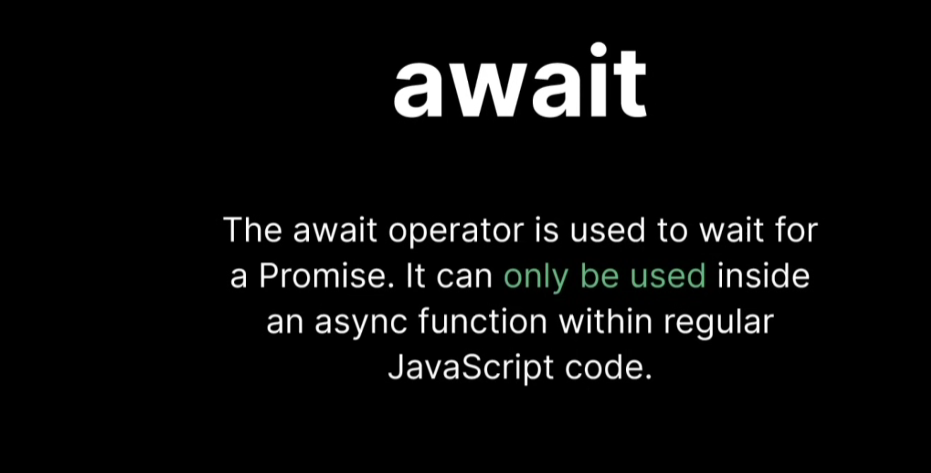 await
The await operator is used to wait for
a Promise. It can only be used inside
an async function within regular
JavaScript code.